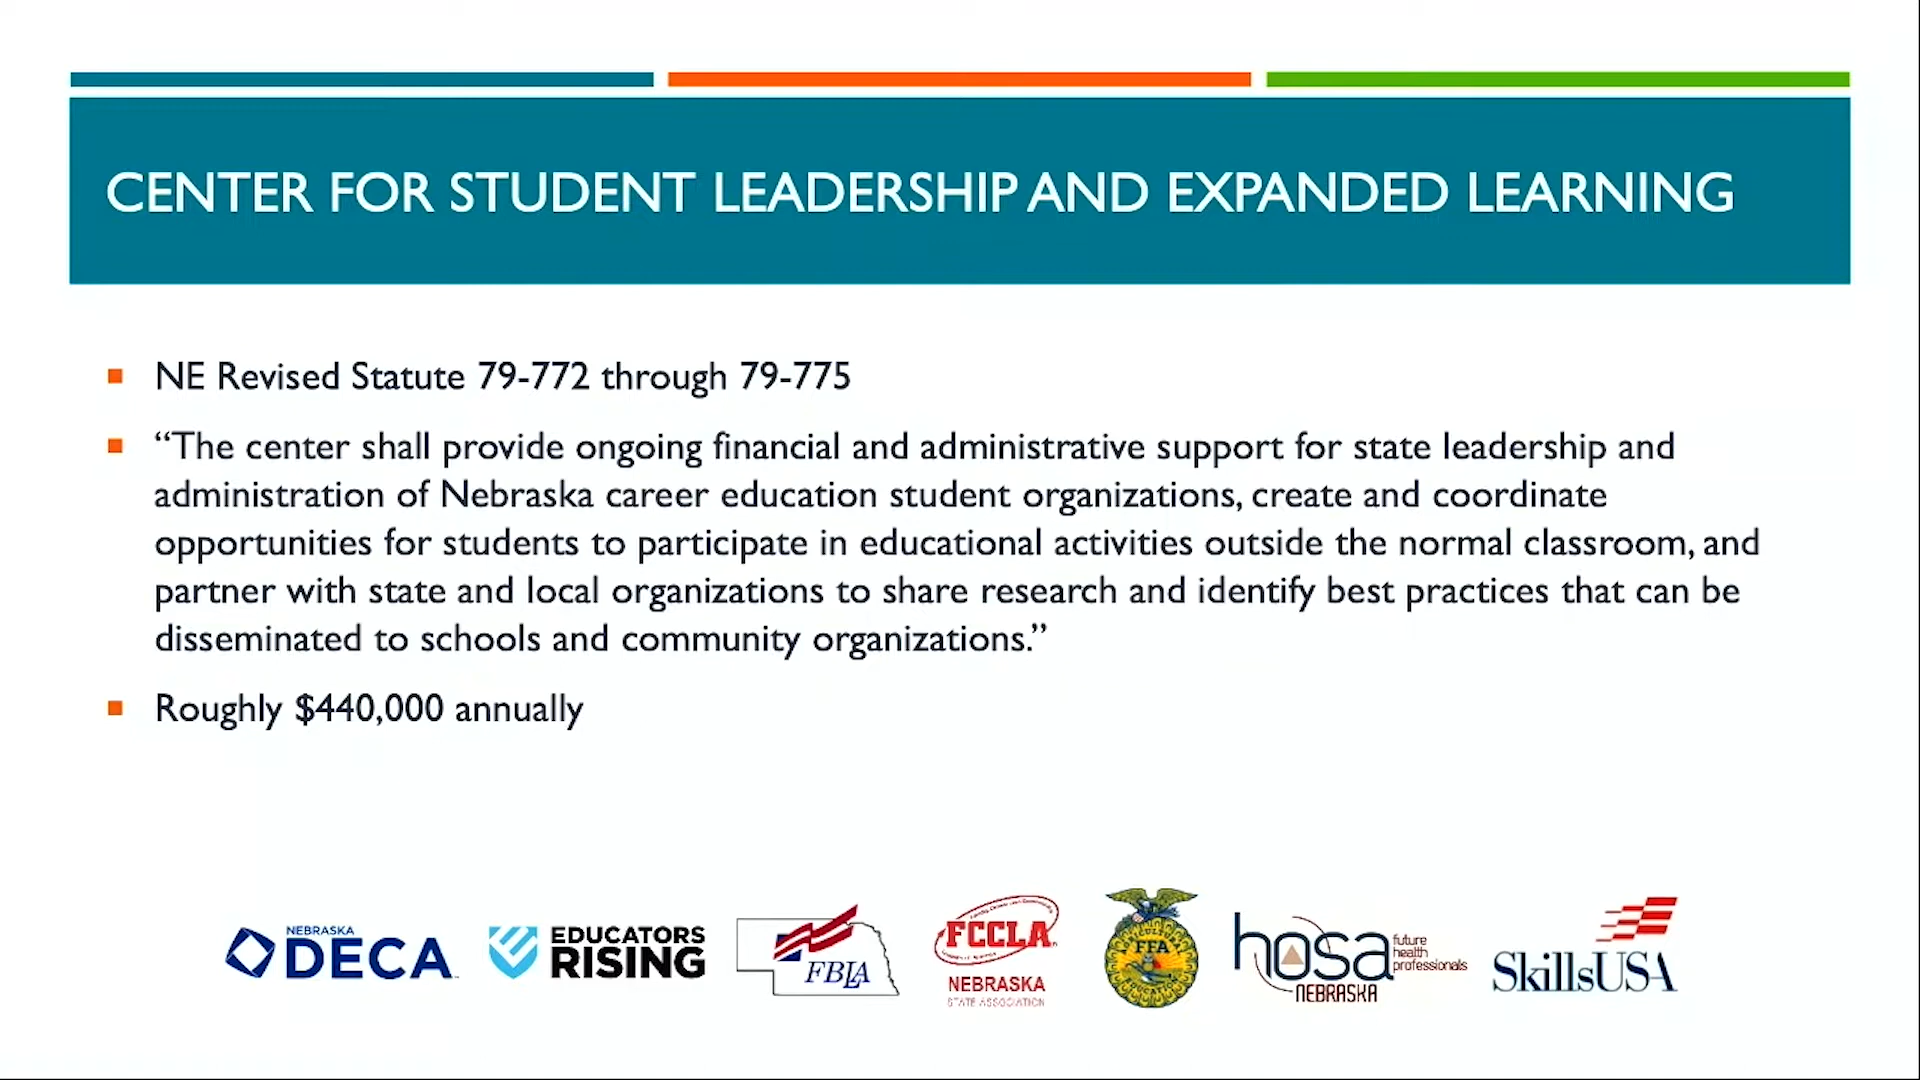 CENTER FOR STUDENT LEADERSHIP AND EXPANDED LEARNING
NE Revised Statute 79-772 through 79-775
“The center shall provide ongoing financial and administrative support for state leadership and
administration of Nebraska career education student organizations, create and coordinate
opportunities for students to participate in educational activities outside the normal classroom, and
partner with state and local organizations to share research and identify best practices that can be
disseminated to schools and community organizations.”
Roughly $440,000 annually
NEBRASKA
DECA
EDUCATORS
RISING
FBLA
FCCLA
NEBRASKA
STATE ASSOCIATION
AGRICULTURAL
FFA
EDUCATION
hosa
future
health
professionals
NEBRASKA
SkillsUSA